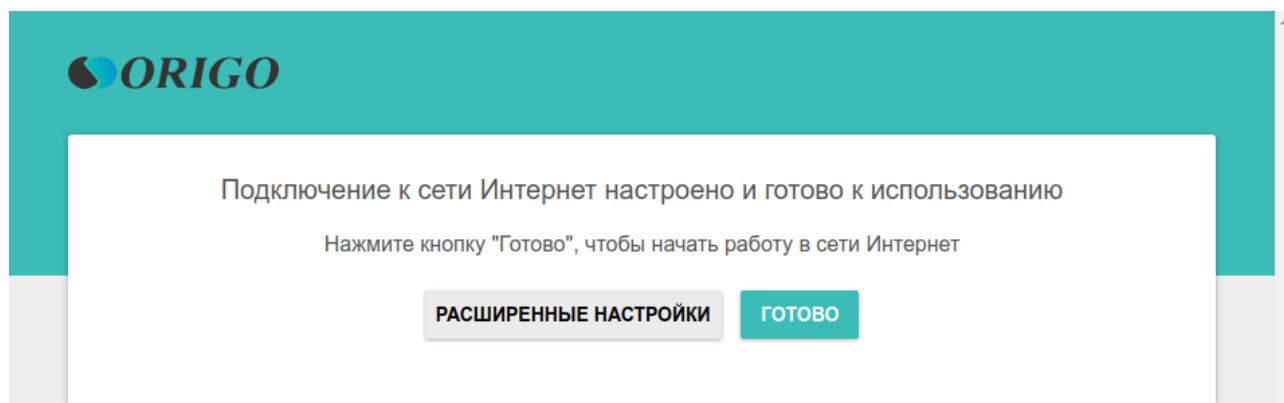 ORIGO
Подключение к сети Интернет настроено и готово к использованию
Нажмите кнопку "Готово", чтобы начать работу в сети Интернет
РАСШИРЕННЫЕ НАСТРОЙКИ
ГОТОВО